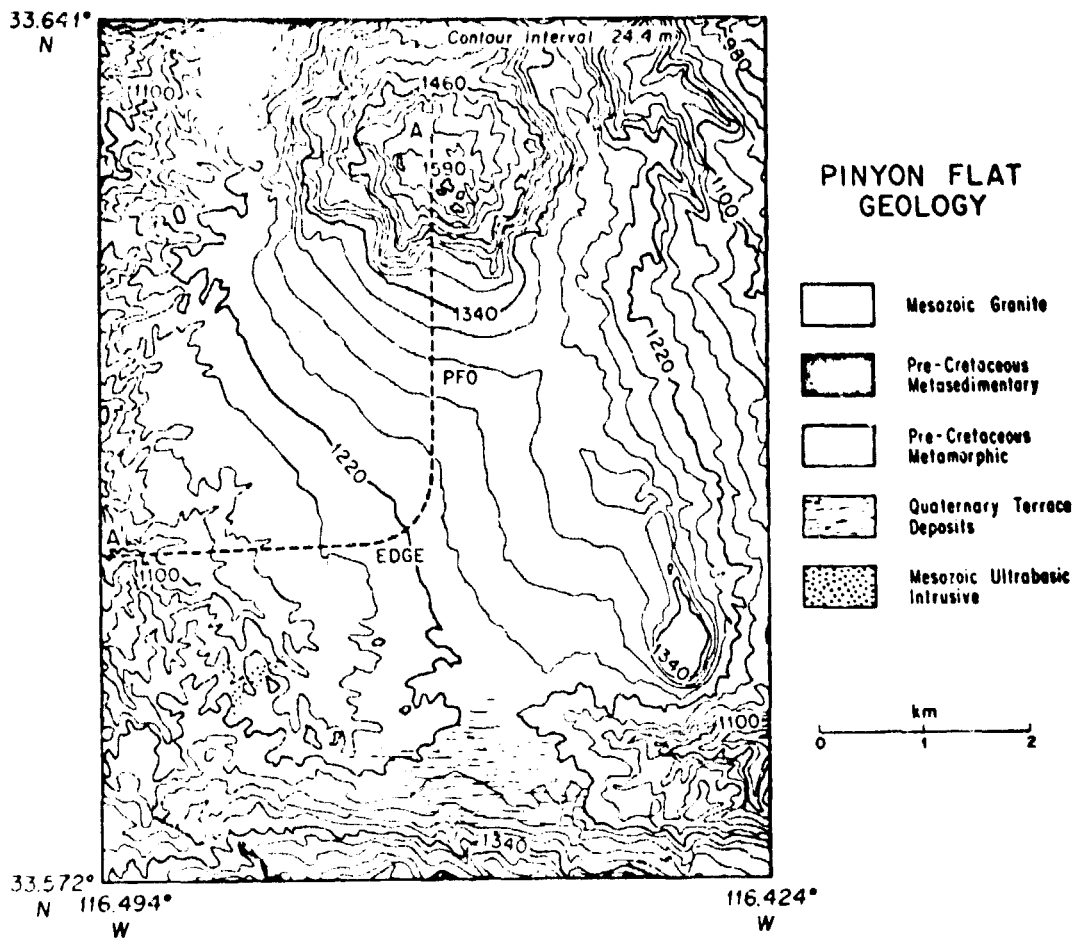 33.641°
N
Contour Interval 24.4 m
980
1100
1460
A
1590
1100
PINYON FLAT
GEOLOGY
Mesozoic Granite
1340
1220
Pre-Cretaceous
Metasedimentary
PFO
Pre-Cretaceous
Metamorphic
1220
Quaternary Terrace
Deposits
A
EDGE
1100
Mesozoic Ultrabasic
Intrusive
1340
1100
km
0 1 2
1340
33.572°
N
116.494°
W
116.424°
W